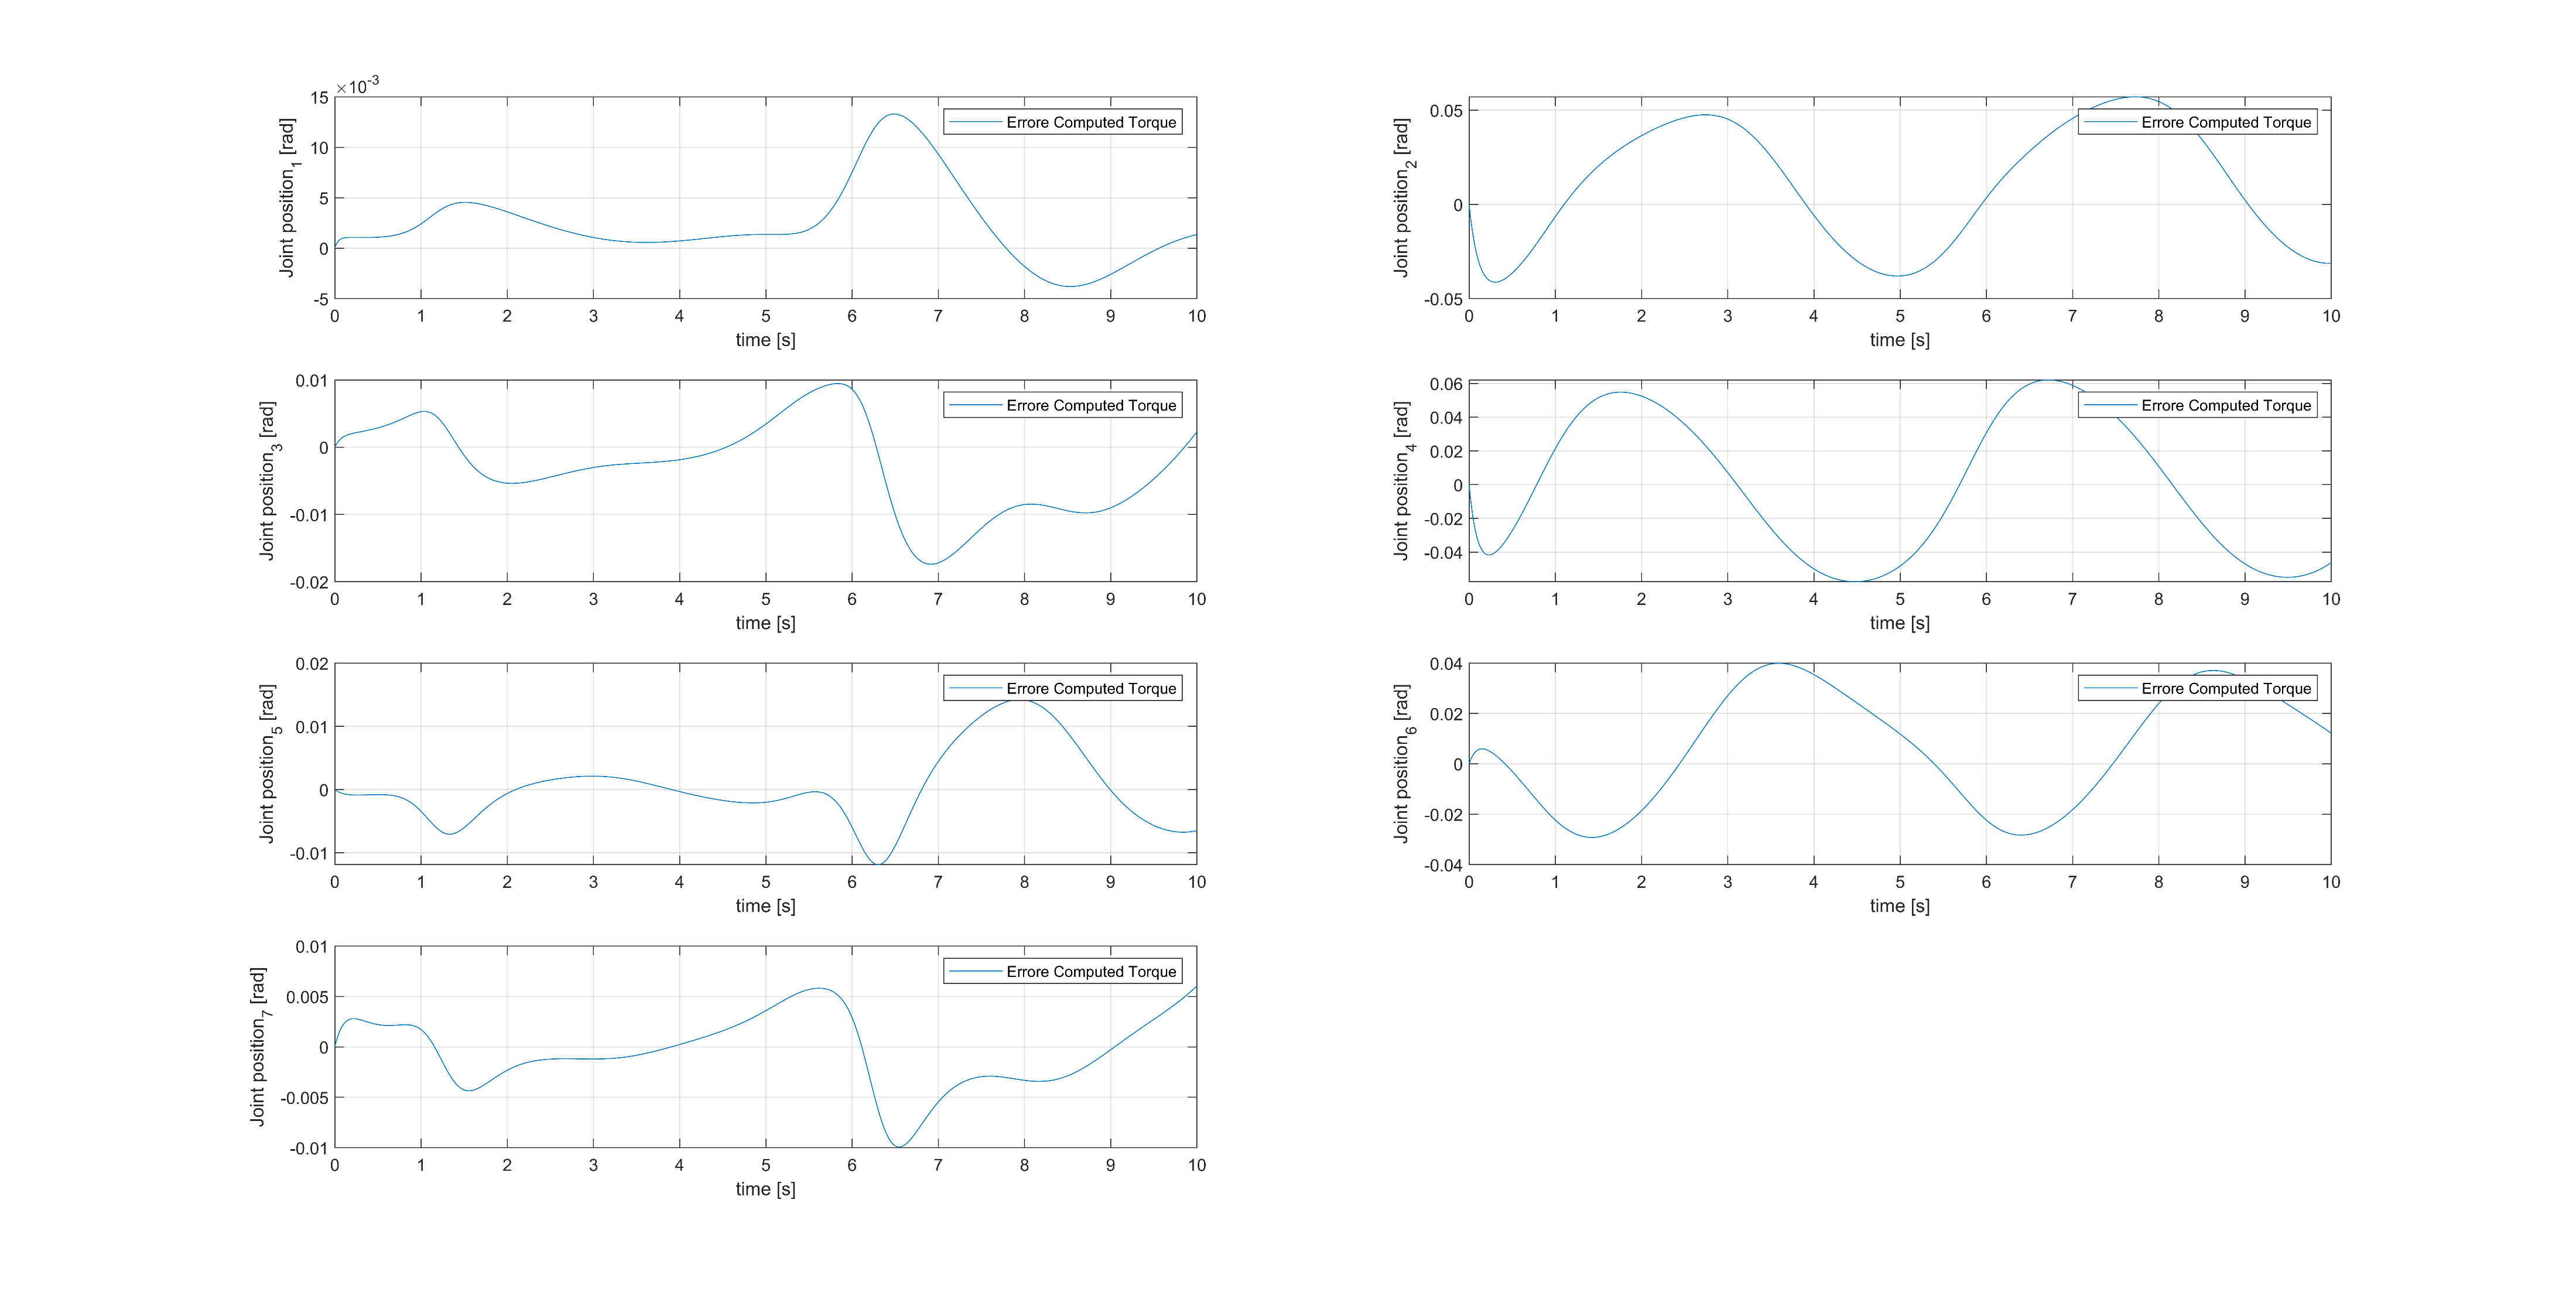 ×10-3
15
10
5
0
-5
Joint position1 [rad]
Errore Computed Torque
0 1 2 3 4 5 6 7 8 9 10
time [s]
0.05
0
-0.05
Joint position2 [rad]
Errore Computed Torque
0 1 2 3 4 5 6 7 8 9 10
time [s]
0.01
0
-0.01
-0.02
Joint position3 [rad]
Errore Computed Torque
0 1 2 3 4 5 6 7 8 9 10
time [s]
0.06
0.04
0.02
0
-0.02
-0.04
Joint position4 [rad]
Errore Computed Torque
0 1 2 3 4 5 6 7 8 9 10
time [s]
0.02
0.01
0
-0.01
Joint position5 [rad]
Errore Computed Torque
0 1 2 3 4 5 6 7 8 9 10
time [s]
0.04
0.02
0
-0.02
-0.04
Joint position6 [rad]
Errore Computed Torque
0 1 2 3 4 5 6 7 8 9 10
time [s]
0.01
0.005
0
-0.005
-0.01
Joint position7 [rad]
Errore Computed Torque
0 1 2 3 4 5 6 7 8 9 10
time [s]